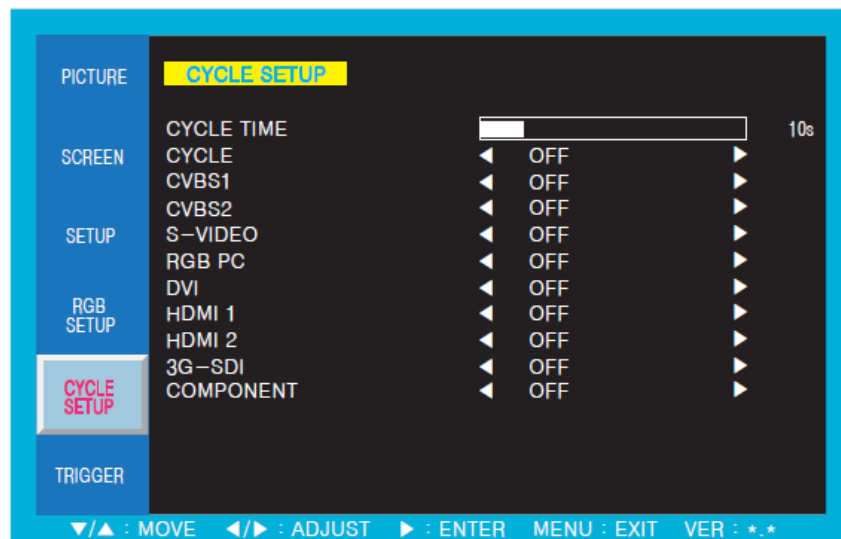 PICTURE
SCREEN
SETUP
RGB
SETUP
CYCLE
SETUP
TRIGGER
CYCLE SETUP
CYCLE TIME 10s
CYCLE ◀ OFF ▶
CVBS1 ◀ OFF ▶
CVBS2 ◀ OFF ▶
S-VIDEO ◀ OFF ▶
RGB PC ◀ OFF ▶
DVI ◀ OFF ▶
HDMI 1 ◀ OFF ▶
HDMI 2 ◀ OFF ▶
3G-SDI ◀ OFF ▶
COMPONENT ◀ OFF ▶
▼/▲ : MOVE ◀/▶ : ADJUST ▶ : ENTER MENU : EXIT VER : *.*